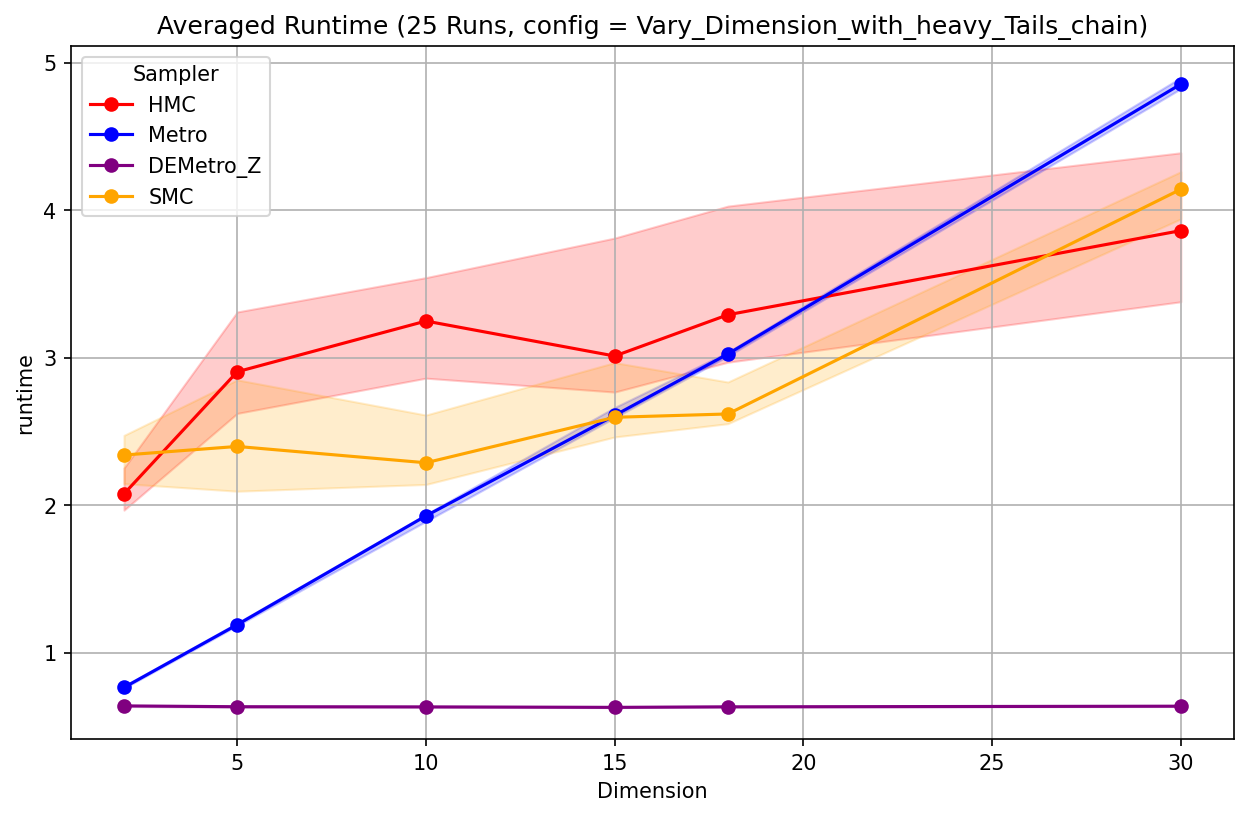 Averaged Runtime (25 Runs, config = Vary_Dimension_with_heavy_Tails_chain)
Sampler
HMC
Metro
DEMetro_Z
SMC
runtime
5
4
3
2
1
5 10 15 20 25 30
Dimension